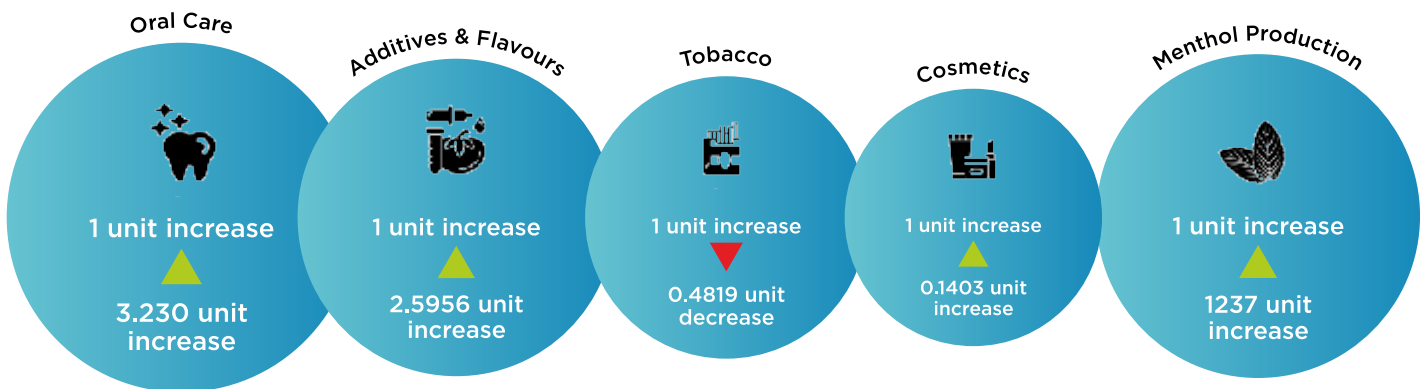 Oral Care
1 unit increase
3.230 unit
increase
Additives & Flavours
1 unit increase
2.5956 unit
increase
Tobacco
1 unit increase
0.4819 unit
decrease
Cosmetics
1 unit increase
0.1403 unit
increase
Menthol Production
1 unit increase
1237 unit
increase